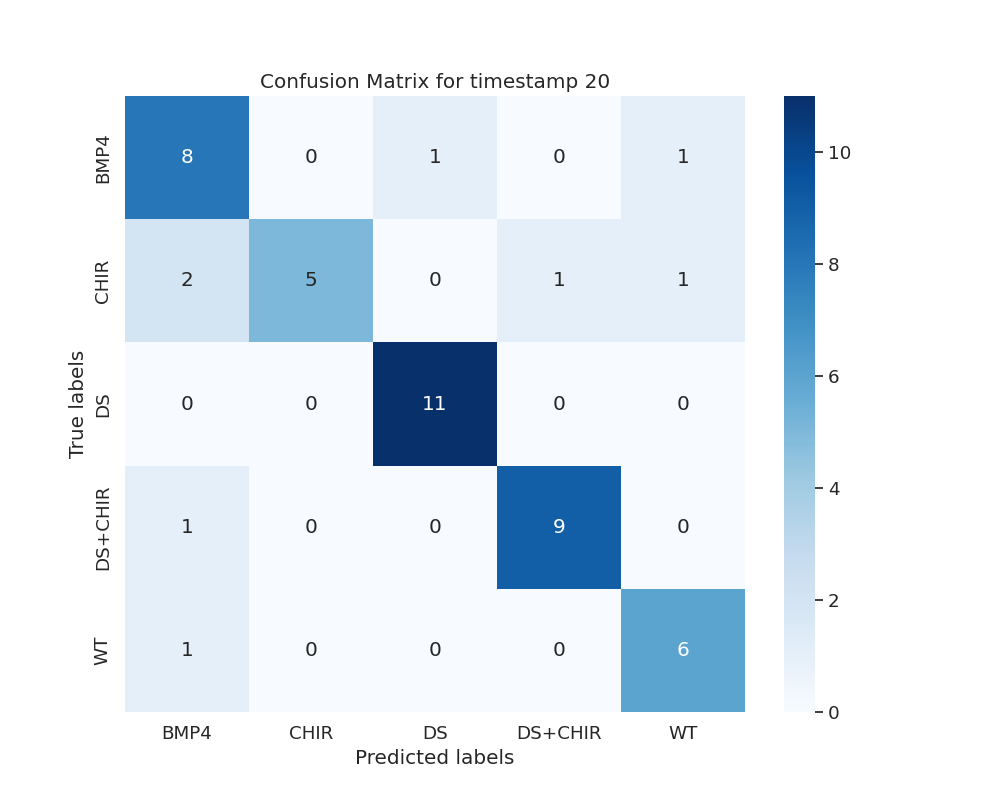 Confusion Matrix for timestamp 20
True labels
BMP4 8 0 1 0 1
CHIR 2 5 0 1 1
DS 0 0 11 0 0
DS+CHIR 1 0 0 9 0
WT 1 0 0 0 6
BMP4 CHIR DS DS+CHIR WT
Predicted labels
10
8
6
4
2
0